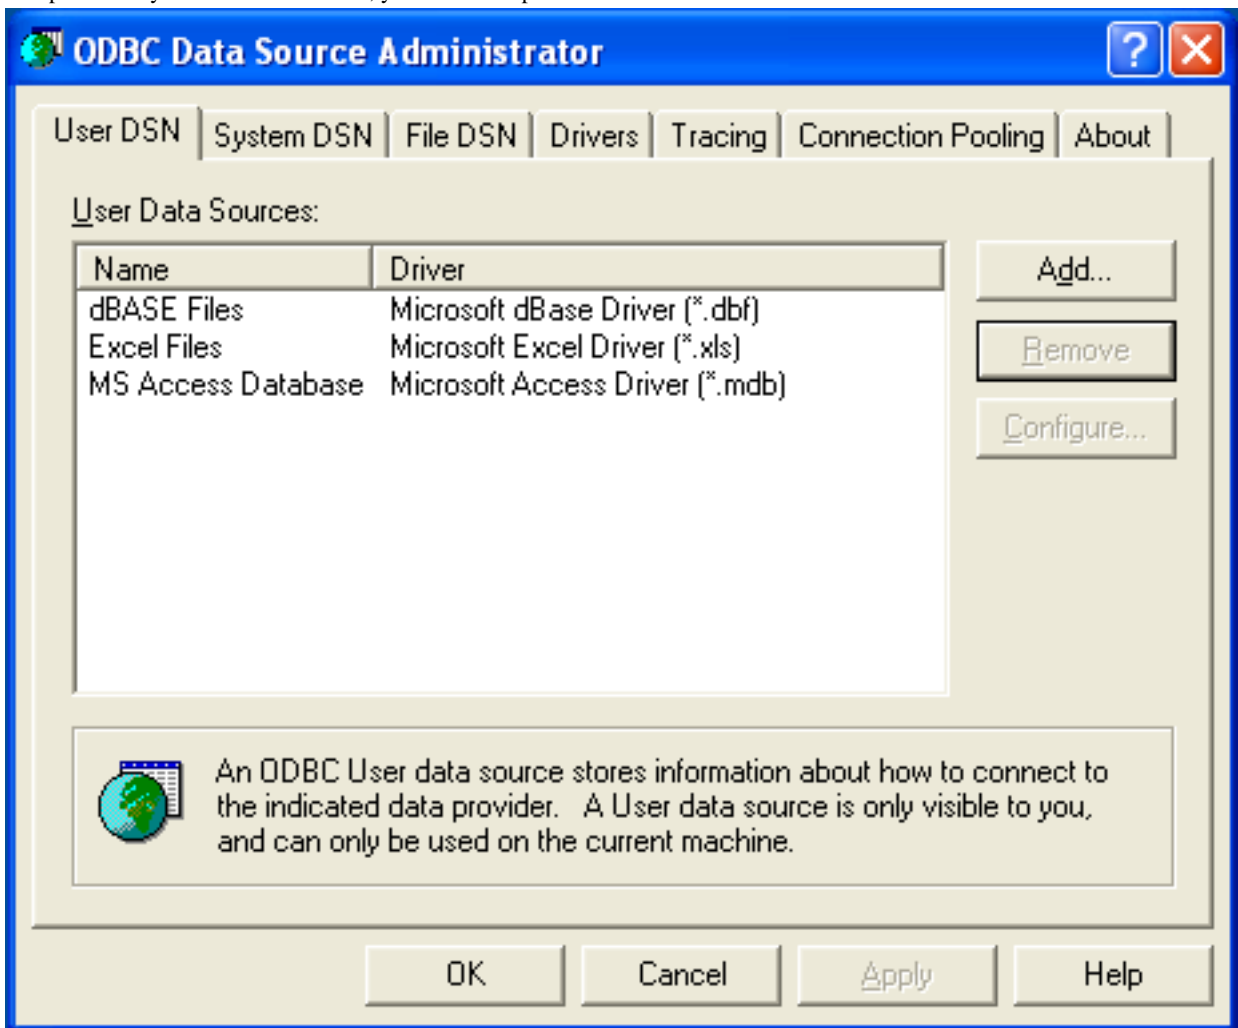 ODBC Data Source Administrator
User DSN System DSN File DSN Drivers Tracing Connection Pooling About
User Data Sources:
Name Driver
Add...
dBASE Files Microsoft dBase Driver (*.dbf)
Excel Files Microsoft Excel Driver (*.xls)
Remove
MS Access Database Microsoft Access Driver (*.mdb)
Configure...
An ODBC User data source stores information about how to connect to
the indicated data provider. A User data source is only visible to you,
and can only be used on the current machine.
OK Cancel Apply Help